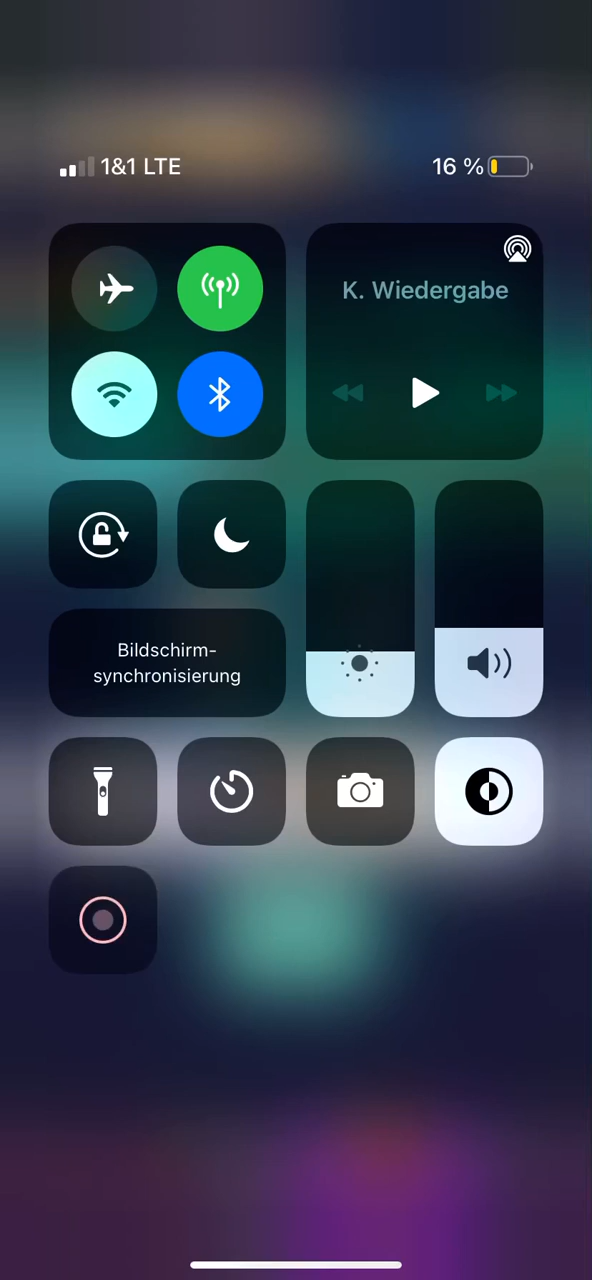 1&1 LTE
16 %
K. Wiedergabe
Bildschirm-
synchronisierung